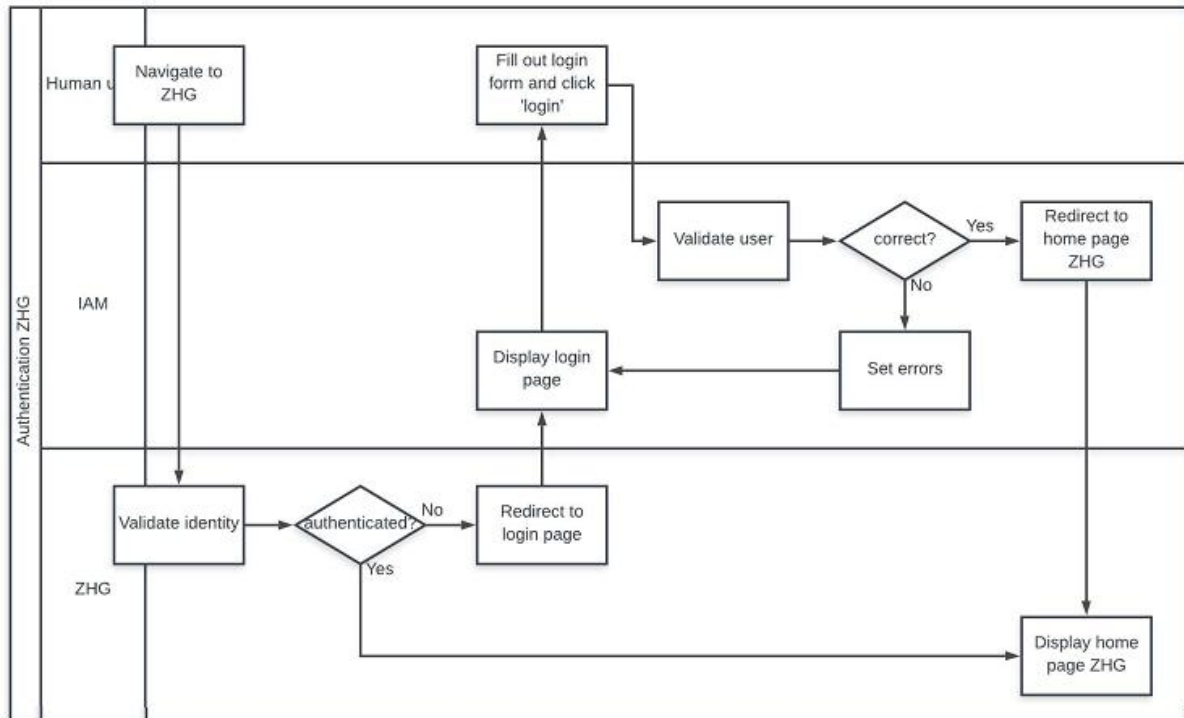 Authentication ZHG
Human
Navigate to
ZHG
Fill out login
form and click
'login'
IAM
Validate user
correct?
Yes
Redirect to
home page
ZHG
No
Display login
page
Set errors
ZHG
Validate identity
authenticated?
No
Redirect to
login page
Yes
Display home
page ZHG